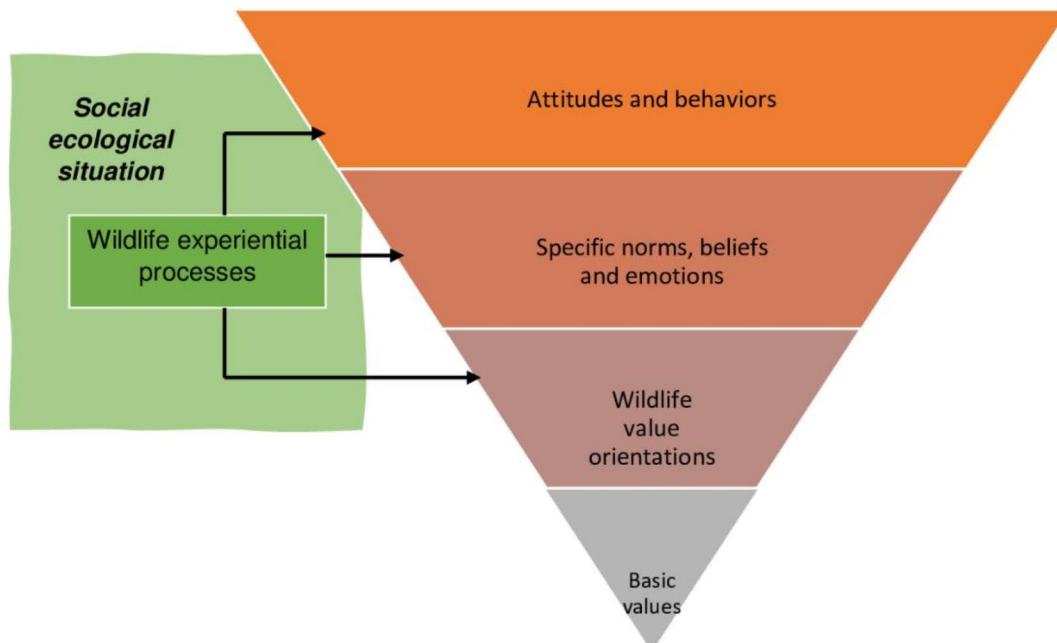 Social
ecological
situation
Wildlife experiential
processes
Attitudes and behaviors
Specific norms, beliefs
and emotions
Wildlife
value
orientations
Basic
values